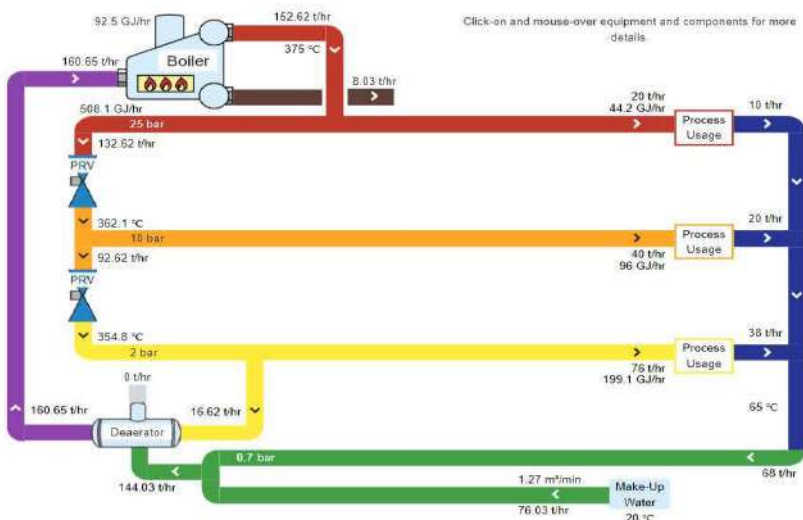 92.5 GJ/hr
152.62 t/hr
Click-on and mouse-over equipment and components for more
details
160.65 t/hr
Boiler
375 °C
8.03 t/hr
508.1 GJ/hr
25 bar
20 t/hr
44.2 GJ/hr
Process
Usage
10 t/hr
132.62 t/hr
PRV
362.1 °C
10 bar
92.62 t/hr
40 t/hr
96 GJ/hr
Process
Usage
20 t/hr
PRV
354.8 °C
2 bar
76 t/hr
199.1 GJ/hr
Process
Usage
38 t/hr
0 t/hr
160.65 t/hr
16.62 t/hr
Deaerator
65 °C
0.7 bar
68 t/hr
144.03 t/hr
1.27 m³/min
76.03 t/hr
Make-Up
Water
20 °C